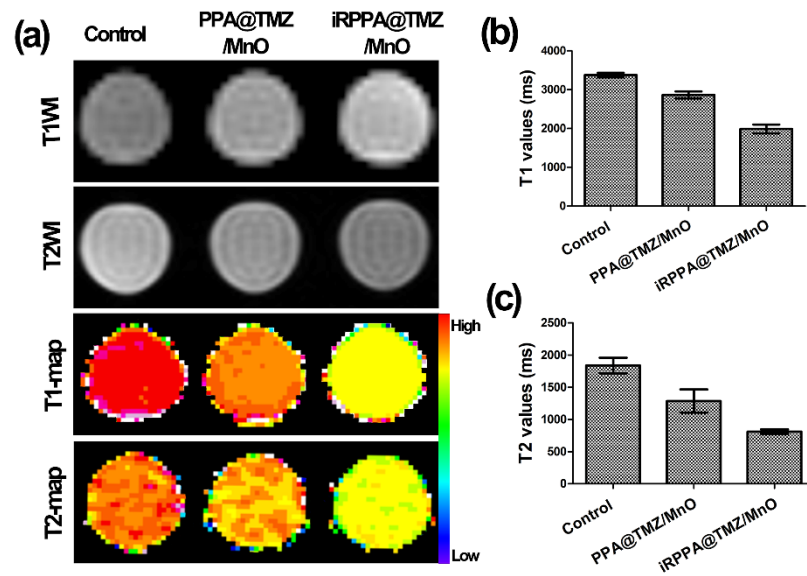 (a)
Control
PPA@TMZ
/MnO
iRPPA@TMZ
/MnO
T1WI
T2WI
T1-map
T2-map
High
Low
(b)
T1 values (ms)
4000
3000
2000
1000
0
Control
PPA@TMZ/MnO
iRPPA@TMZ/MnO
(c)
T2 values (ms)
2500
2000
1500
1000
500
0
Control
PPA@TMZ/MnO
iRPPA@TMZ/MnO